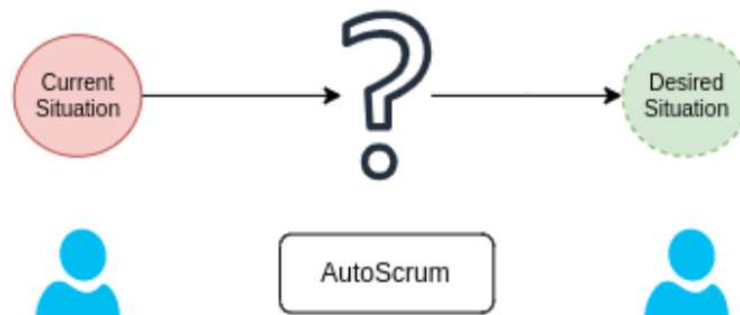 Current
Situation
?
Desired
Situation
AutoScrum